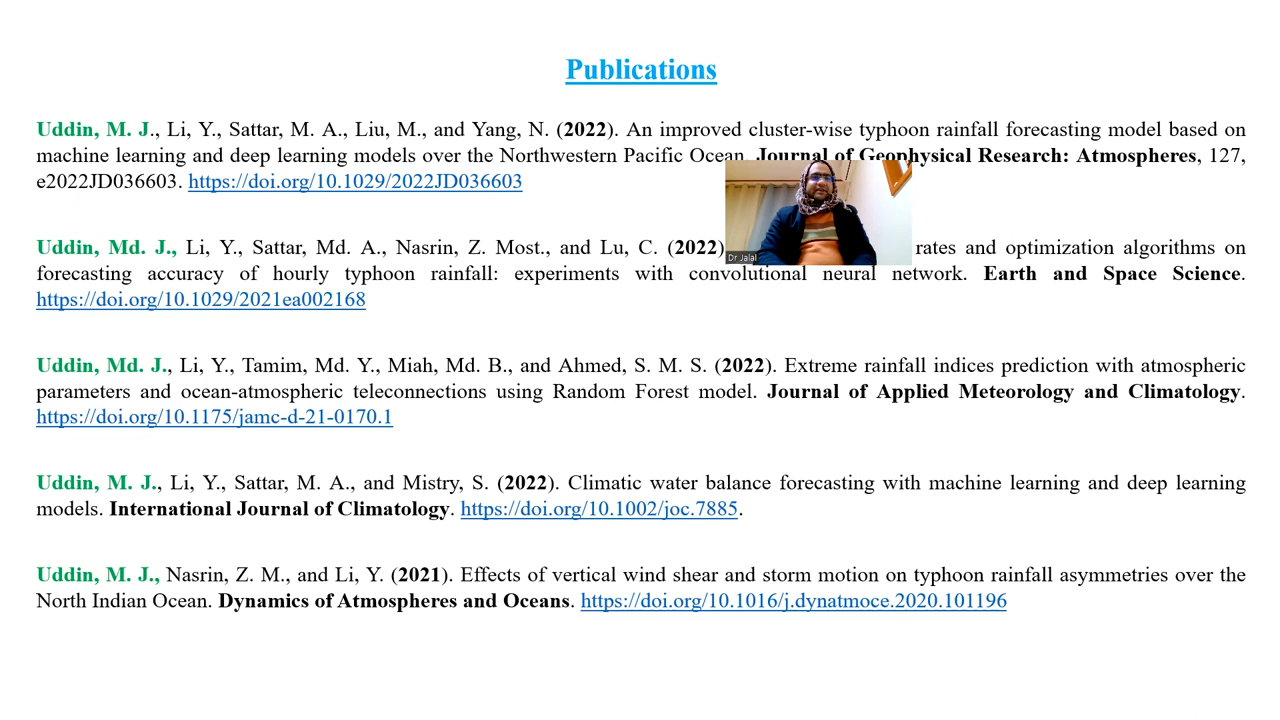 Publications
Uddin, M. J., Li, Y., Sattar, M. A., Liu, M., and Yang, N. (2022). An improved cluster-wise typhoon rainfall forecasting model based on
machine learning and deep learning models over the Northwestern Pacific Ocean. Journal of Geophysical Research: Atmospheres, 127,
e2022JD036603. https://doi.org/10.1029/2022JD036603
Uddin, Md. J., Li, Y., Sattar, Md. A., Nasrin, Z. Most., and Lu, C. (2022) rates and optimization algorithms on
forecasting accuracy of hourly typhoon rainfall: experiments with convolutional neural network. Earth and Space Science.
https://doi.org/10.1029/2021ea002168
Uddin, Md. J., Li, Y., Tamim, Md. Y., Miah, Md. B., and Ahmed, S. M. S. (2022). Extreme rainfall indices prediction with atmospheric
parameters and ocean-atmospheric teleconnections using Random Forest model. Journal of Applied Meteorology and Climatology.
https://doi.org/10.1175/jamc-d-21-0170.1
Uddin, M. J., Li, Y., Sattar, M. A., and Mistry, S. (2022). Climatic water balance forecasting with machine learning and deep learning
models. International Journal of Climatology. https://doi.org/10.1002/joc.7885.
Uddin, M. J., Nasrin, Z. M., and Li, Y. (2021). Effects of vertical wind shear and storm motion on typhoon rainfall asymmetries over the
North Indian Ocean. Dynamics of Atmospheres and Oceans. https://doi.org/10.1016/j.dynatmoce.2020.101196
Dr Jalal